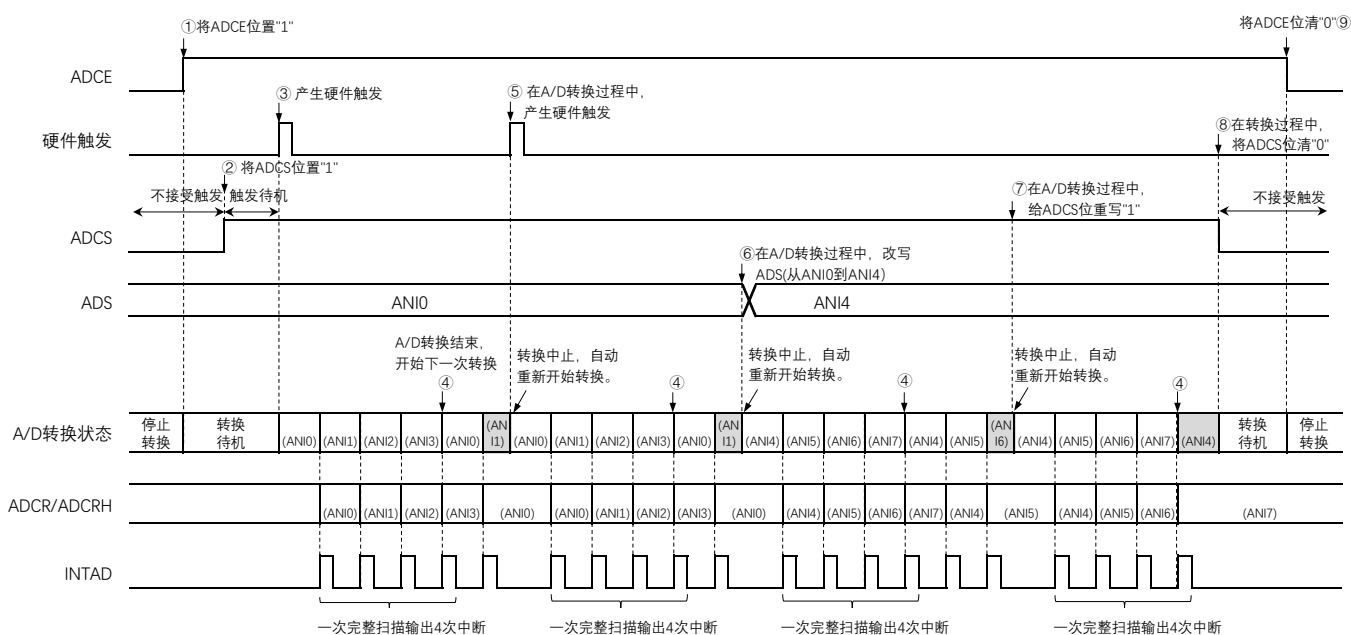 ①将ADCE位置"1"
将ADCE位清"0"⑨
ADCE
③ 产生硬件触发
⑤ 在A/D转换过程中，
产生硬件触发
硬件触发
⑧在转换过程中，
将ADCS位清"0"
② 将ADCS位置"1"
不接受触发 触发待机
⑦在A/D转换过程中，
给ADCS位重写"1"
不接受触发
ADCS
⑥在A/D转换过程中，改写
ADS(从ANI0到ANI4)
ADS
ANI0
ANI4
A/D转换结束，
开始下一次转换
④
转换中止，自动
重新开始转换。
④
转换中止，自动
重新开始转换。
④
转换中止，自动
重新开始转换。
④
A/D转换状态
停止
转换
转换
待机
(ANI0) (ANI1) (ANI2) (ANI3) (ANI0)
(AN
I1)
(ANI0) (ANI1) (ANI2) (ANI3) (ANI0)
(AN
I1)
(ANI4) (ANI5) (ANI6) (ANI7) (ANI4) (ANI5)
(AN
I6)
(ANI4) (ANI5) (ANI6) (ANI7) (ANI4)
转换
待机
停止
转换
ADCR/ADCRH
(ANI0) (ANI1) (ANI2) (ANI3) (ANI0) (ANI0) (ANI1) (ANI2) (ANI3) (ANI0) (ANI4) (ANI5) (ANI6) (ANI7) (ANI4) (ANI5) (ANI4) (ANI5) (ANI6) (ANI7)
INTAD
一次完整扫描输出4次中断
一次完整扫描输出4次中断
一次完整扫描输出4次中断
一次完整扫描输出4次中断